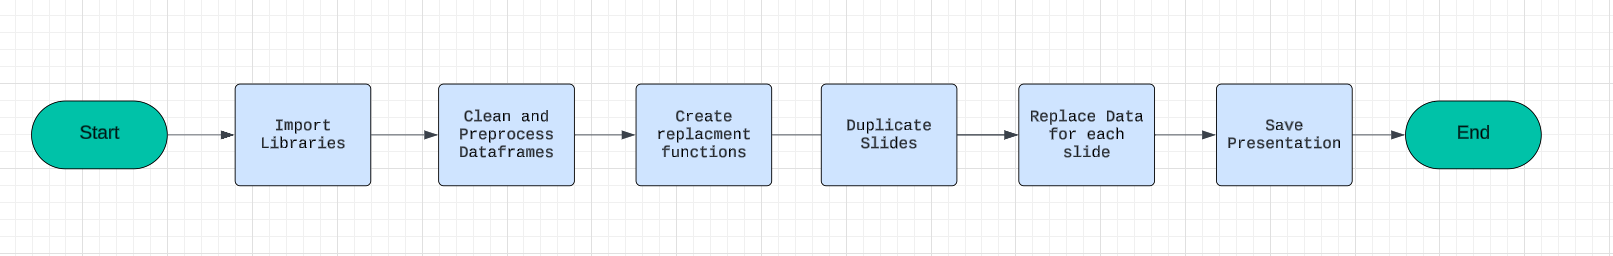 Start
Import
Libraries
Clean and
Preprocess
Dataframes
Create
replacment
functions
Duplicate
Slides
Replace Data
for each
slide
Save
Presentation
End